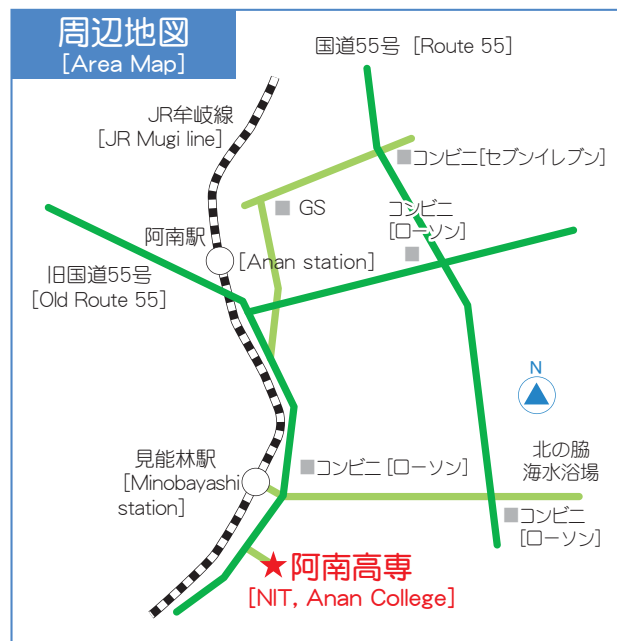 周辺地図
[Area Map]
国道55号 [Route 55]
JR牟岐線
[JR Mugi line]
コンビニ[セブンイレブン]
GS
コンビニ
[ローソン]
阿南駅
[Anan station]
旧国道55号
[Old Route 55]
N
コンビニ [ローソン]
北の脇
海水浴場
見能林駅
[Minobayashi
station]
コンビニ
[ローソン]
★阿南高専
[NIT, Anan College]